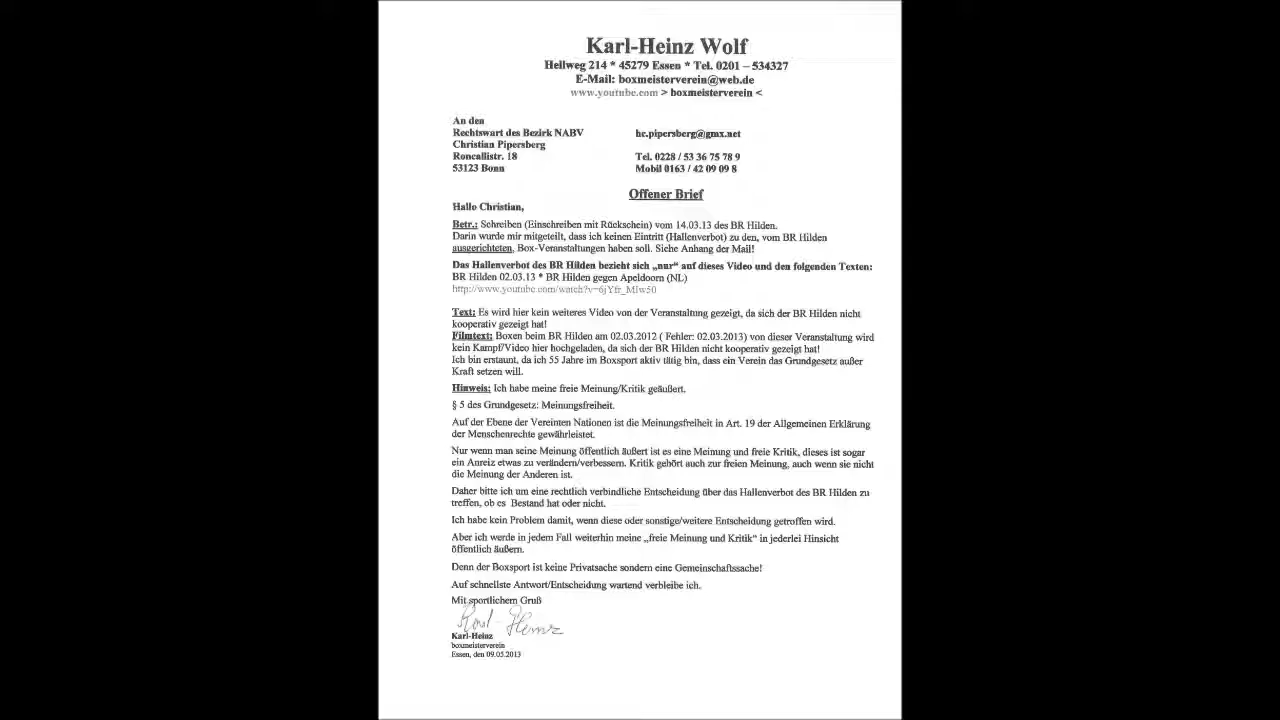 Karl-Heinz Wolf
Hellweg 214 * 45279 Essen * Tel. 0201 – 534327
E-Mail: boxmeisterverein@web.de
www.youtube.com > boxmeisterverein <
An den
Rechtswart des Bezirk NABV
hc.pipersberg@gmx.net
Christian Pipersberg
Roncallistr. 18
Tel. 0228 / 53 36 75 78 9
53123 Bonn
Mobil 0163 / 42 09 09 8
Offener Brief
Hallo Christian,
Betr.: Schreiben (Einschreiben mit Rückschein) vom 14.03.13 des BR Hilden.
Darin wurde mir mitgeteilt, dass ich keinen Eintritt (Hallenverbot) zu den, vom BR Hilden
ausgerichteten, Box-Veranstaltungen haben soll. Siehe Anhang der Mail!
Das Hallenverbot des BR Hilden bezieht sich „nur“ auf dieses Video und den folgenden Texten:
BR Hilden 02.03.13 * BR Hilden gegen Apeldoorn (NL)
http://www.youtube.com/watch?v=6jYfr_MIw50
Text: Es wird hier kein weiteres Video von der Veranstaltung gezeigt, da sich der BR Hilden nicht
kooperativ gezeigt hat!
Filmtext: Boxen beim BR Hilden am 02.03.2012 ( Fehler: 02.03.2013) von dieser Veranstaltung wird
kein Kampf/Video hier hochgeladen, da sich der BR Hilden nicht kooperativ gezeigt hat!
Ich bin erstaunt, da ich 55 Jahre im Boxsport aktiv tätig bin, dass ein Verein das Grundgesetz außer
Kraft setzen will.
Hinweis: Ich habe meine freie Meinung/Kritik geäußert.
§ 5 des Grundgesetz: Meinungsfreiheit.
Auf der Ebene der Vereinten Nationen ist die Meinungsfreiheit in Art. 19 der Allgemeinen Erklärung
der Menschenrechte gewährleistet.
Nur wenn man seine Meinung öffentlich äußert ist es eine Meinung und freie Kritik, dieses ist sogar
ein Anreiz etwas zu verändern/verbessern. Kritik gehört auch zur freien Meinung, auch wenn sie nicht
die Meinung der Anderen ist.
Daher bitte ich um eine rechtlich verbindliche Entscheidung über das Hallenverbot des BR Hilden zu
treffen, ob es Bestand hat oder nicht.
Ich habe kein Problem damit, wenn diese oder sonstige/weitere Entscheidung getroffen wird.
Aber ich werde in jedem Fall weiterhin meine „freie Meinung und Kritik“ in jederlei Hinsicht
öffentlich äußern.
Denn der Boxsport ist keine Privatsache sondern eine Gemeinschaftssache!
Auf schnellste Antwort/Entscheidung wartend verbleibe ich.
Mit sportlichem Gruß
Karl-Heinz
Karl-Heinz
boxmeisterverein
Essen, den 09.05.2013